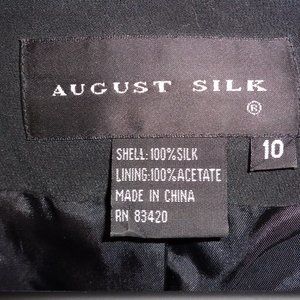 AUGUST SILK
®
10
SHELL: 100%SILK
LINING:100%ACETATE
MADE IN CHINA
RN 83420